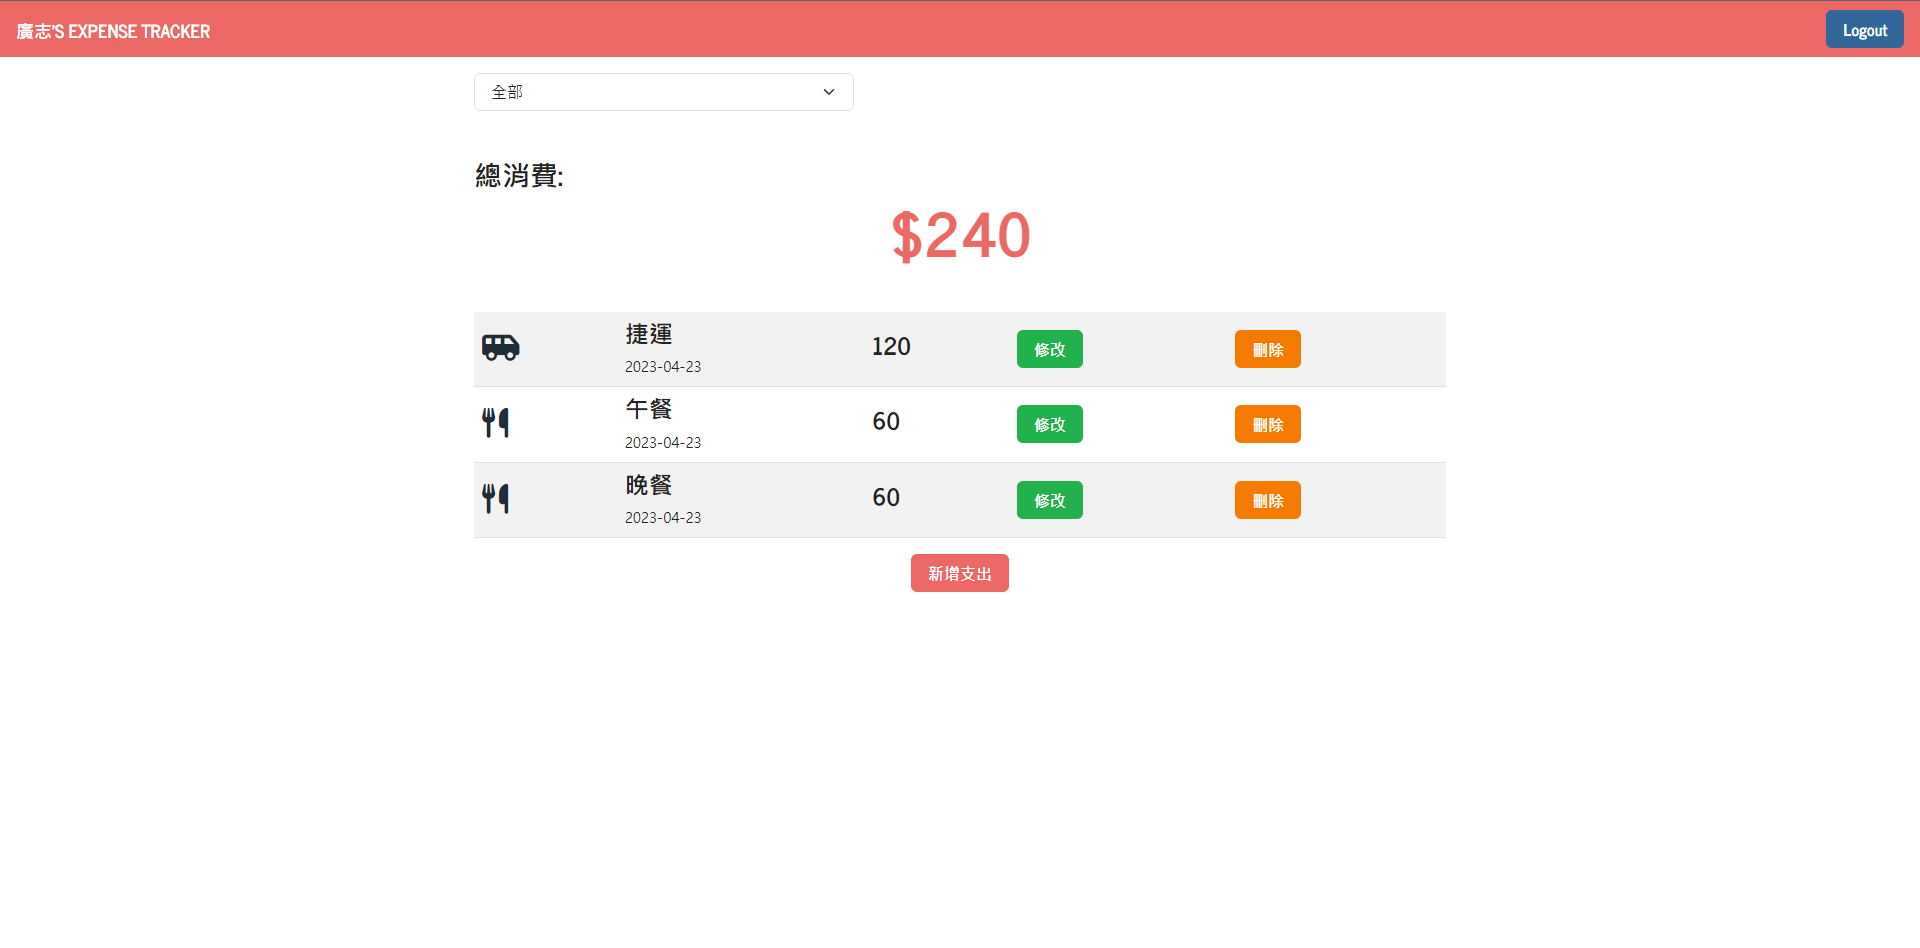 廣志'S EXPENSE TRACKER
Logout
全部
總消費:
$240
捷運
2023-04-23
120
修改
刪除
午餐
2023-04-23
60
修改
刪除
晚餐
2023-04-23
60
修改
刪除
新增支出